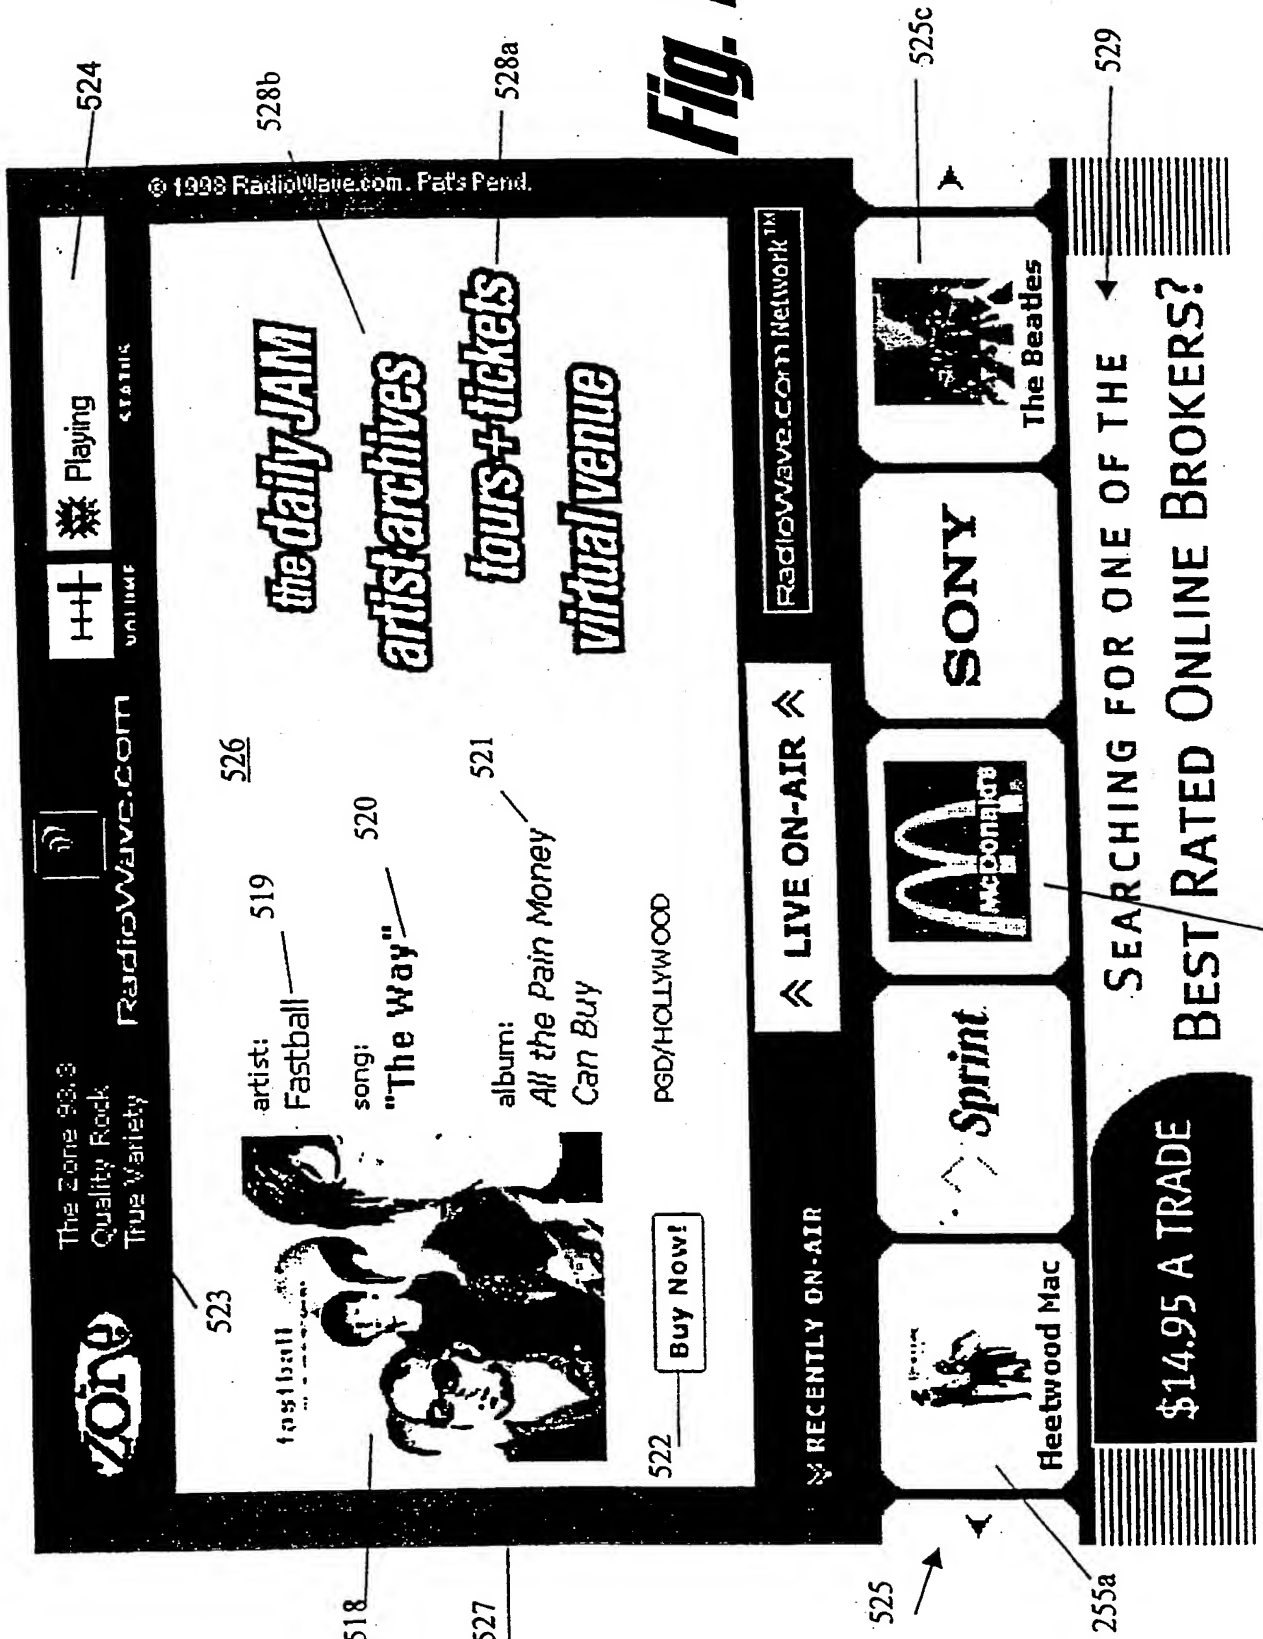 524
528b
528a
Fig.
525c
529
zone
The Zone 93.3
Quality Rock
True Variety
RadioWave.com
VOLUME
Playing
STATUS
© 1998 RadioWave.com. Pat's Pend.
523
518
527
fastball
artist:
Fastball
519
song:
"The Way"
520
album:
All the Pain Money
Can Buy
521
PGD/HOLLYWOOD
526
the daily JAM
artist archives
tours + tickets
virtual venue
522
Buy Now!
RECENTLY ON-AIR
LIVE ON-AIR
RadioWave.com Network™
525
255a
Fleetwood Mac
Sprint
McDonald's
SONY
The Beatles
$14.95 A TRADE
SEARCHING FOR ONE OF THE
BEST RATED ONLINE BROKERS?